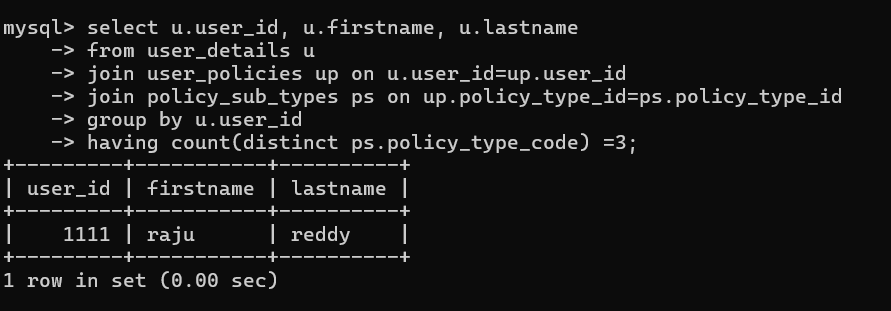 mysql> select u.user_id, u.firstname, u.lastname
    -> from user_details u
    -> join user_policies up on u.user_id=up.user_id
    -> join policy_sub_types ps on up.policy_type_id=ps.policy_type_id
    -> group by u.user_id
    -> having count(distinct ps.policy_type_code) =3;
+---------+-----------+----------+
| user_id | firstname | lastname |
+---------+-----------+----------+
|    1111 | raju      | reddy    |
+---------+-----------+----------+
1 row in set (0.00 sec)